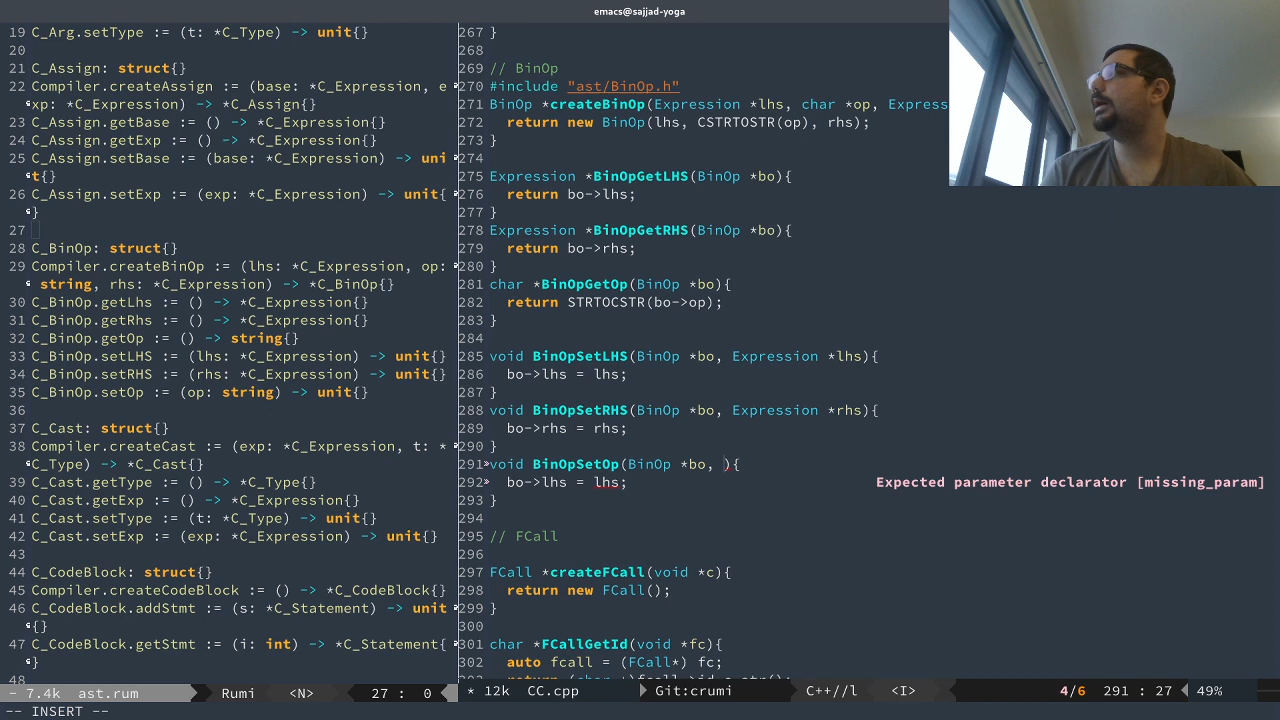 emacs@sajjad-yoga
19 C_Arg.setType := (t: *C_Type) -> unit{}
20
21 C_Assign: struct{}
22 Compiler.createAssign := (base: *C_Expression, e
xp: *C_Expression) -> *C_Assign{}
23 C_Assign.getBase := () -> *C_Expression{}
24 C_Assign.getExp := () -> *C_Expression{}
25 C_Assign.setBase := (base: *C_Expression) -> uni
t{}
26 C_Assign.setExp := (exp: *C_Expression) -> unit{
}
27
28 C_BinOp: struct{}
29 Compiler.createBinOp := (lhs: *C_Expression, op:
string, rhs: *C_Expression) -> *C_BinOp{}
30 C_BinOp.getLhs := () -> *C_Expression{}
31 C_BinOp.getRhs := () -> *C_Expression{}
32 C_BinOp.getOp := () -> string{}
33 C_BinOp.setLHS := (lhs: *C_Expression) -> unit{}
34 C_BinOp.setRHS := (rhs: *C_Expression) -> unit{}
35 C_BinOp.setOp := (op: string) -> unit{}
36
37 C_Cast: struct{}
38 Compiler.createCast := (exp: *C_Expression, t: *
C_Type) -> *C_Cast{}
39 C_Cast.getType := () -> *C_Type{}
40 C_Cast.getExp := () -> *C_Expression{}
41 C_Cast.setType := (t: *C_Type) -> unit{}
42 C_Cast.setExp := (exp: *C_Expression) -> unit{}
43
44 C_CodeBlock: struct{}
45 Compiler.createCodeBlock := () -> *C_CodeBlock{}
46 C_CodeBlock.addStmt := (s: *C_Statement) -> unit
{}
47 C_CodeBlock.getStmt := (i: int) -> *C_Statement{
}
48
- 7.4k ast.rum Rumi <N> 27 : 0
267 }
268
269 // BinOp
270 #include "ast/BinOp.h"
271 BinOp *createBinOp(Expression *lhs, char *op, Express
272 return new BinOp(lhs, CSTRTOSTR(op), rhs);
273 }
274
275 Expression *BinOpGetLHS(BinOp *bo){
276 return bo->lhs;
277 }
278 Expression *BinOpGetRHS(BinOp *bo){
279 return bo->rhs;
280 }
281 char *BinOpGetOp(BinOp *bo){
282 return STRTOCSTR(bo->op);
283 }
284
285 void BinOpSetLHS(BinOp *bo, Expression *lhs){
286 bo->lhs = lhs;
287 }
288 void BinOpSetRHS(BinOp *bo, Expression *rhs){
289 bo->rhs = rhs;
290 }
291 void BinOpSetOp(BinOp *bo, ){
Expected parameter declarator [missing_param]
292 bo->lhs = lhs;
293 }
294
295 // FCall
296
297 FCall *createFCall(void *c){
298 return new FCall();
299 }
300
301 char *FCallGetId(void *fc){
302 auto fcall = (FCall*) fc;
* 12k CC.cpp Git:crumi C++//l <I> 4/6 291 : 27 49%
-- INSERT --